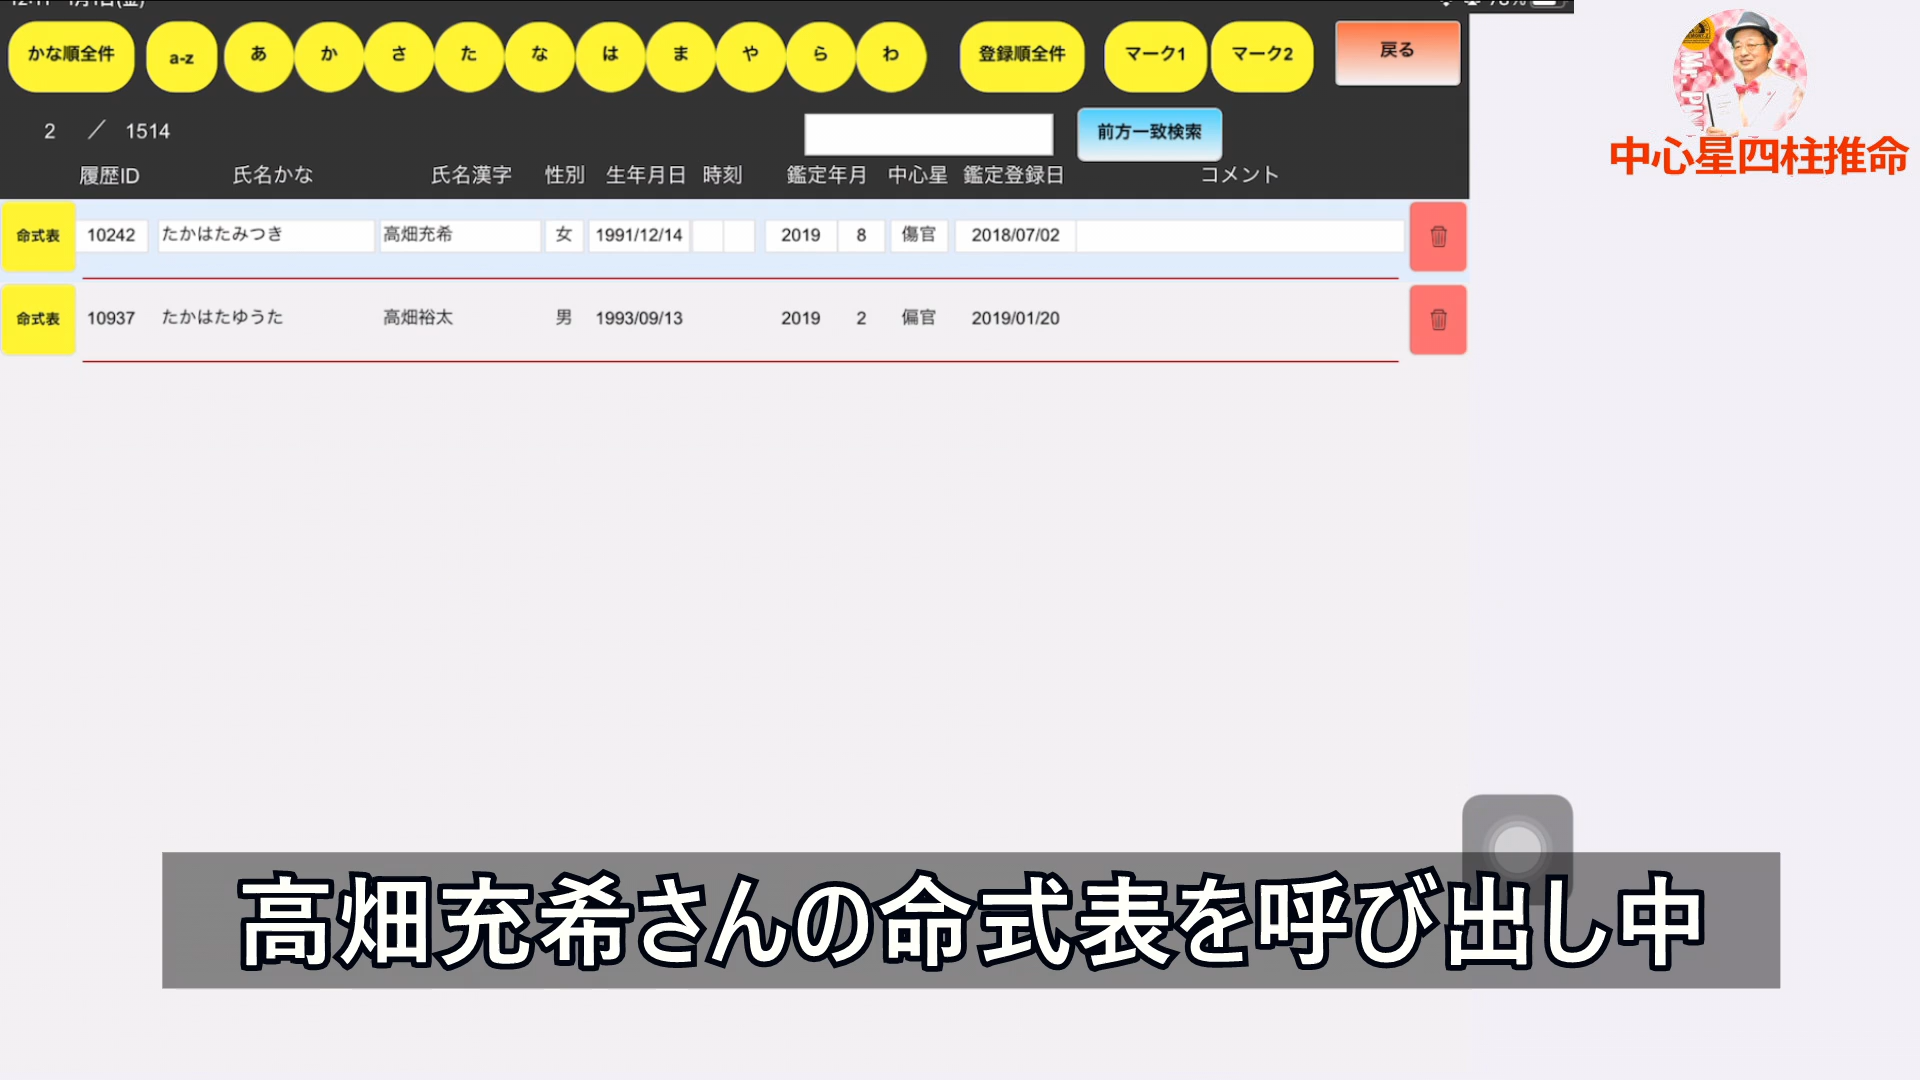 かな順全件 a-z あ か さ た な は ま や ら わ 登録順全件 マーク1 マーク2 戻る
2 / 1514 前方一致検索
履歴ID 氏名かな 氏名漢字 性別 生年月日 時刻 鑑定年月 中心星 鑑定登録日 コメント
命式表 10242 たかはたみつき 高畑充希 女 1991/12/14 2019 8 傷官 2018/07/02
命式表 10937 たかはたゆうた 高畑裕太 男 1993/09/13 2019 2 偏官 2019/01/20
中心星四柱推命
高畑充希さんの命式表を呼び出し中